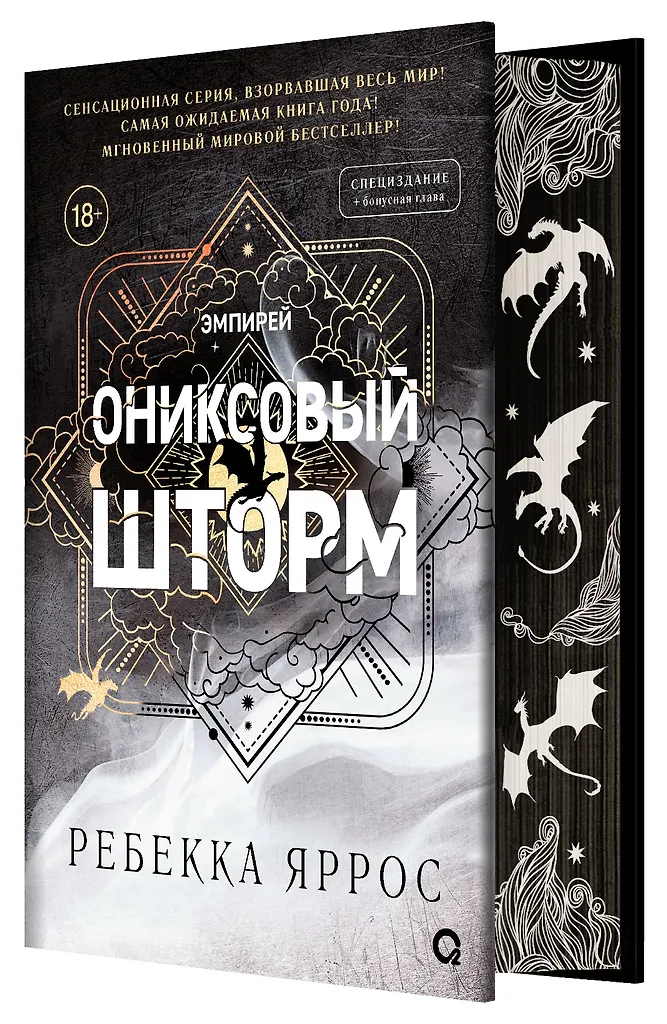 СЕНСАЦИОННАЯ СЕРИЯ, ВЗОРВАВШАЯ ВЕСЬ МИР!
САМАЯ ОЖИДАЕМАЯ КНИГА ГОДА!
МГНОВЕННЫЙ МИРОВОЙ БЕСТСЕЛЛЕР!
18+
СПЕЦИЗДАНИЕ
+ бонусная глава
ЭМПИРЕЙ
ОНИКСОВЫЙ
ШТОРМ
РЕБЕККА ЯРРОС
O2